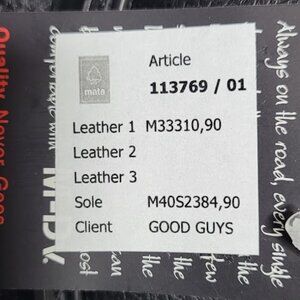 mata
Article
113769 / 01
Leather 1 M33310,90
Leather 2
Leather 3
Sole M40S2384,90
Client GOOD GUYS
Always on the road, every single
Quality Never Goes